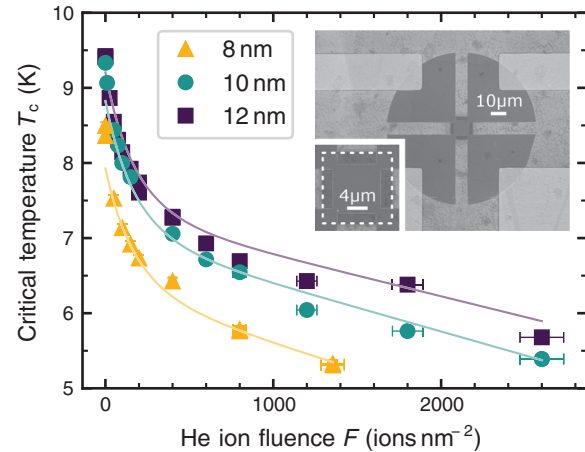 Critical temperature Tc (K)
10
9
8
7
6
5
8 nm
10 nm
12 nm
10µm
4µm
0
1000
2000
He ion fluence F (ions nm⁻²)